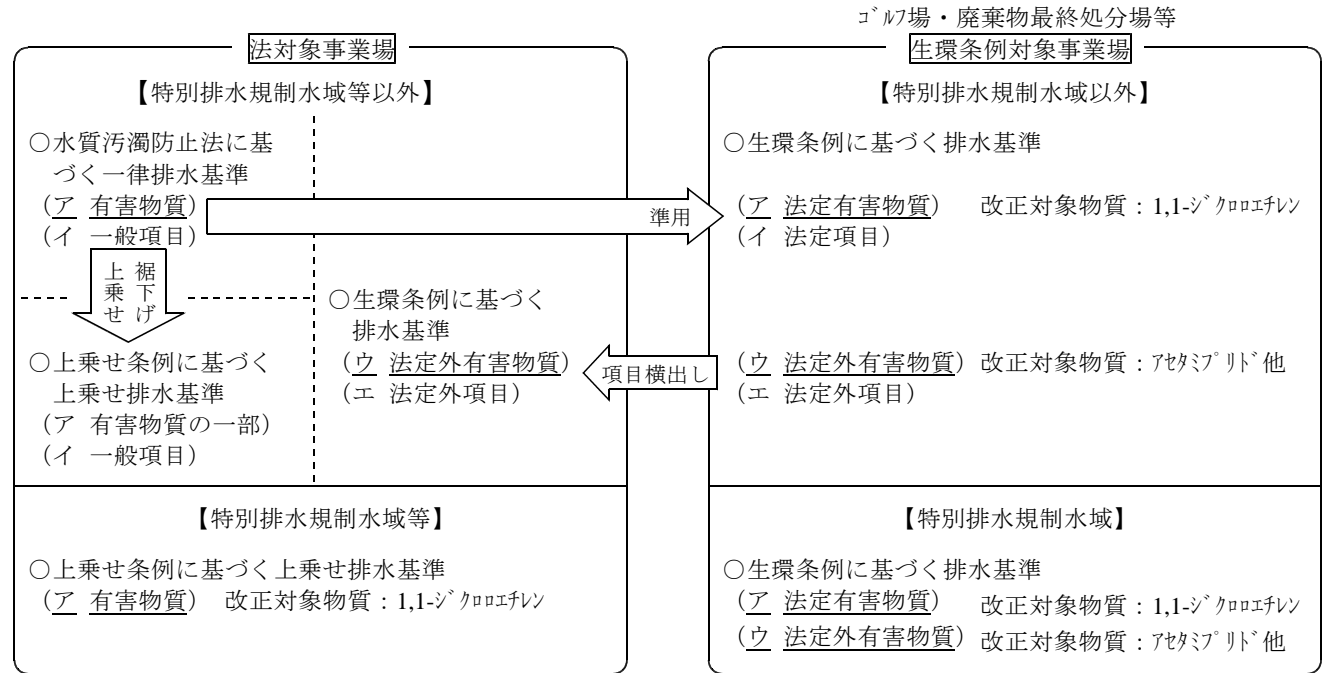 ｺﾞﾙﾌ場・廃棄物最終処分場等
法対象事業場
【特別排水規制水域等以外】
○水質汚濁防止法に基
づく一律排水基準
(ア 有害物質)
(イ 一般項目)
上乗せ
裾下げ
○上乗せ条例に基づく
上乗せ排水基準
(ア 有害物質の一部)
(イ 一般項目)
○生環条例に基づく
排水基準
(ウ 法定外有害物質)
(エ 法定外項目)
準用
項目横出し
【特別排水規制水域等】
○上乗せ条例に基づく上乗せ排水基準
(ア 有害物質) 改正対象物質：1,1-ｼﾞｸﾛﾛｴﾁﾚﾝ
生環条例対象事業場
【特別排水規制水域以外】
○生環条例に基づく排水基準
(ア 法定有害物質) 改正対象物質：1,1-ｼﾞｸﾛﾛｴﾁﾚﾝ
(イ 法定項目)
(ウ 法定外有害物質) 改正対象物質：ｱｾﾀﾐﾌﾟﾘﾄﾞ他
(エ 法定外項目)
【特別排水規制水域】
○生環条例に基づく排水基準
(ア 法定有害物質) 改正対象物質：1,1-ｼﾞｸﾛﾛｴﾁﾚﾝ
(ウ 法定外有害物質) 改正対象物質：ｱｾﾀﾐﾌﾟﾘﾄﾞ他